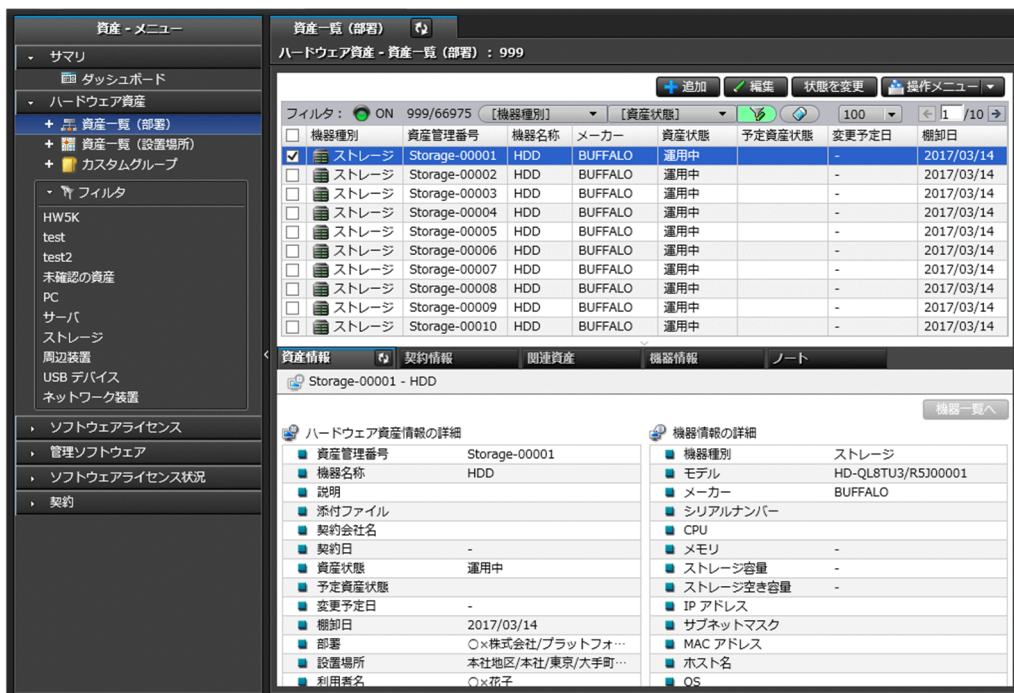 資産 - メニュー
サマリ
ダッシュボード
ハードウェア資産
資産一覧（部署）
資産一覧（設置場所）
カスタムグループ
フィルタ
HW5K
test
test2
未確認の資産
PC
サーバ
ストレージ
周辺装置
USB デバイス
ネットワーク装置
ソフトウェアライセンス
管理ソフトウェア
ソフトウェアライセンス状況
契約
資産一覧（部署）
ハードウェア資産 - 資産一覧（部署）：999
追加 編集 状態を変更 操作メニュー
フィルタ： ON 999/66975 [機器種別] [資産状態] 100 1 /10
機器種別 資産管理番号 機器名称 メーカー 資産状態 予定資産状態 変更予定日 棚卸日
ストレージ Storage-00001 HDD BUFFALO 運用中 - 2017/03/14
ストレージ Storage-00002 HDD BUFFALO 運用中 - 2017/03/14
ストレージ Storage-00003 HDD BUFFALO 運用中 - 2017/03/14
ストレージ Storage-00004 HDD BUFFALO 運用中 - 2017/03/14
ストレージ Storage-00005 HDD BUFFALO 運用中 - 2017/03/14
ストレージ Storage-00006 HDD BUFFALO 運用中 - 2017/03/14
ストレージ Storage-00007 HDD BUFFALO 運用中 - 2017/03/14
ストレージ Storage-00008 HDD BUFFALO 運用中 - 2017/03/14
ストレージ Storage-00009 HDD BUFFALO 運用中 - 2017/03/14
ストレージ Storage-00010 HDD BUFFALO 運用中 - 2017/03/14
資産情報 契約情報 関連資産 機器情報 ノート
Storage-00001 - HDD
機器一覧へ
ハードウェア資産情報の詳細
資産管理番号 Storage-00001
機器名称 HDD
説明
添付ファイル
契約会社名
契約日 -
資産状態 運用中
予定資産状態
変更予定日 -
棚卸日 2017/03/14
部署 ○×株式会社/プラットフォ…
設置場所 本社地区/本社/東京/大手町…
利用者名 ○×花子
機器情報の詳細
機器種別 ストレージ
モデル HD-QL8TU3/R5J00001
メーカー BUFFALO
シリアルナンバー
CPU
メモリ -
ストレージ容量 -
ストレージ空き容量 -
IP アドレス
サブネットマスク
MAC アドレス
ホスト名
OS